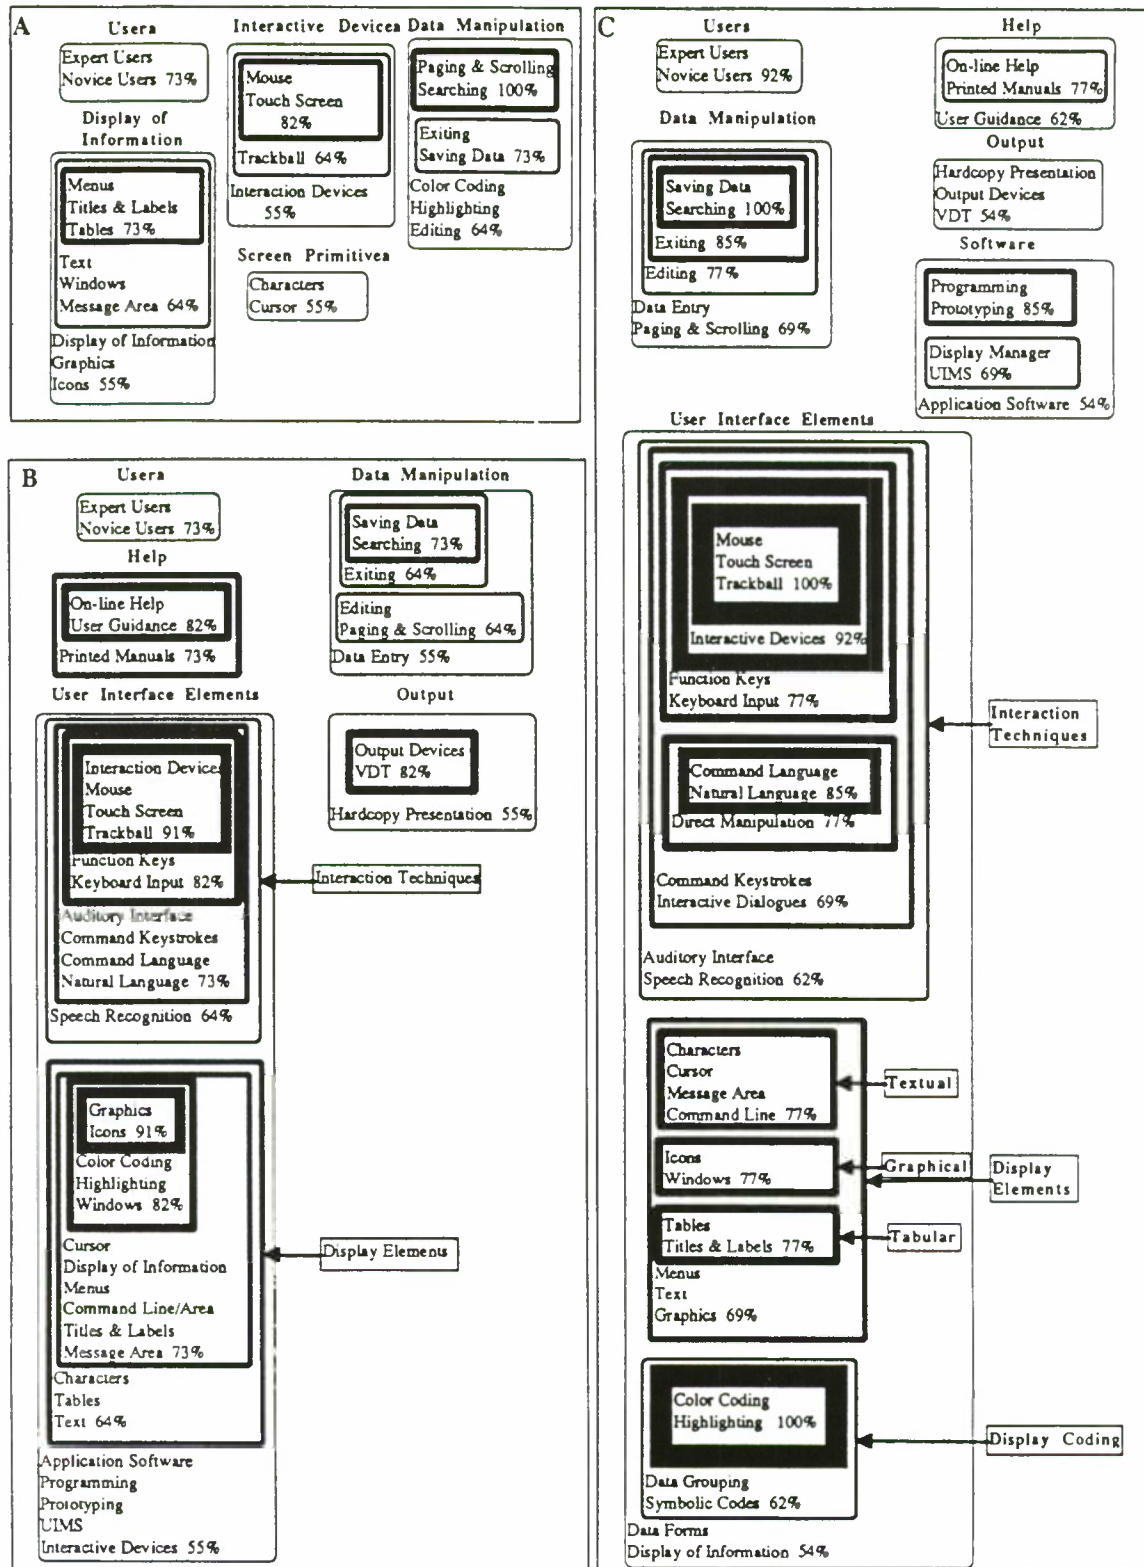 A
Usera
Expert Users
Novice Users 73%
Display of
Information
Menus
Titles & Labels
Tables 73%
Text
Windows
Message Area 64%
Display of Information
Graphics
Icons 55%
Interactive Devices
Mouse
Touch Screen
82%
Trackball 64%
Interaction Devices
55%
Screen Primitivea
Characters
Cursor 55%
Data Manipulation
Paging & Scrolling
Searching 100%
Exiting
Saving Data 73%
Color Coding
Highlighting
Editing 64%
B
Usera
Expert Users
Novice Users 73%
Help
On-line Help
User Guidance 82%
Printed Manuals 73%
User Interface Elements
Interaction Devices
Mouse
Touch Screen
Trackball 91%
Function Keys
Keyboard Input 82%
Auditory Interface
Command Keystrokes
Command Language
Natural Language 73%
Speech Recognition 64%
Interaction Techniques
Graphics
Icons 91%
Color Coding
Highlighting
Windows 82%
Cursor
Display of Information
Menus
Command Line/Area
Titles & Labels
Message Area 73%
Characters
Tables
Text 64%
Display Elements
Application Software
Programming
Prototyping
UIMS
Interactive Devices 55%
Data Manipulation
Saving Data
Searching 73%
Exiting 64%
Editing
Paging & Scrolling 64%
Data Entry 55%
Output
Output Devices
VDT 82%
Hardcopy Presentation 55%
C
Users
Expert Users
Novice Users 92%
Data Manipulation
Saving Data
Searching 100%
Exiting 85%
Editing 77%
Data Entry
Paging & Scrolling 69%
Help
On-line Help
Printed Manuals 77%
User Guidance 62%
Output
Hardcopy Presentation
Output Devices
VDT 54%
Software
Programming
Prototyping 85%
Display Manager
UIMS 69%
Application Software 54%
User Interface Elements
Mouse
Touch Screen
Trackball 100%
Interactive Devices 92%
Function Keys
Keyboard Input 77%
Command Language
Natural Language 85%
Direct Manipulation 77%
Command Keystrokes
Interactive Dialogues 69%
Auditory Interface
Speech Recognition 62%
Interaction
Techniques
Characters
Cursor
Message Area
Command Line 77%
Textual
Icons
Windows 77%
Graphical
Display
Elements
Tables
Titles & Labels 77%
Tabular
Menus
Text
Graphics 69%
Color Coding
Highlighting 100%
Display Coding
Data Grouping
Symbolic Codes 62%
Data Forms
Display of Information 54%